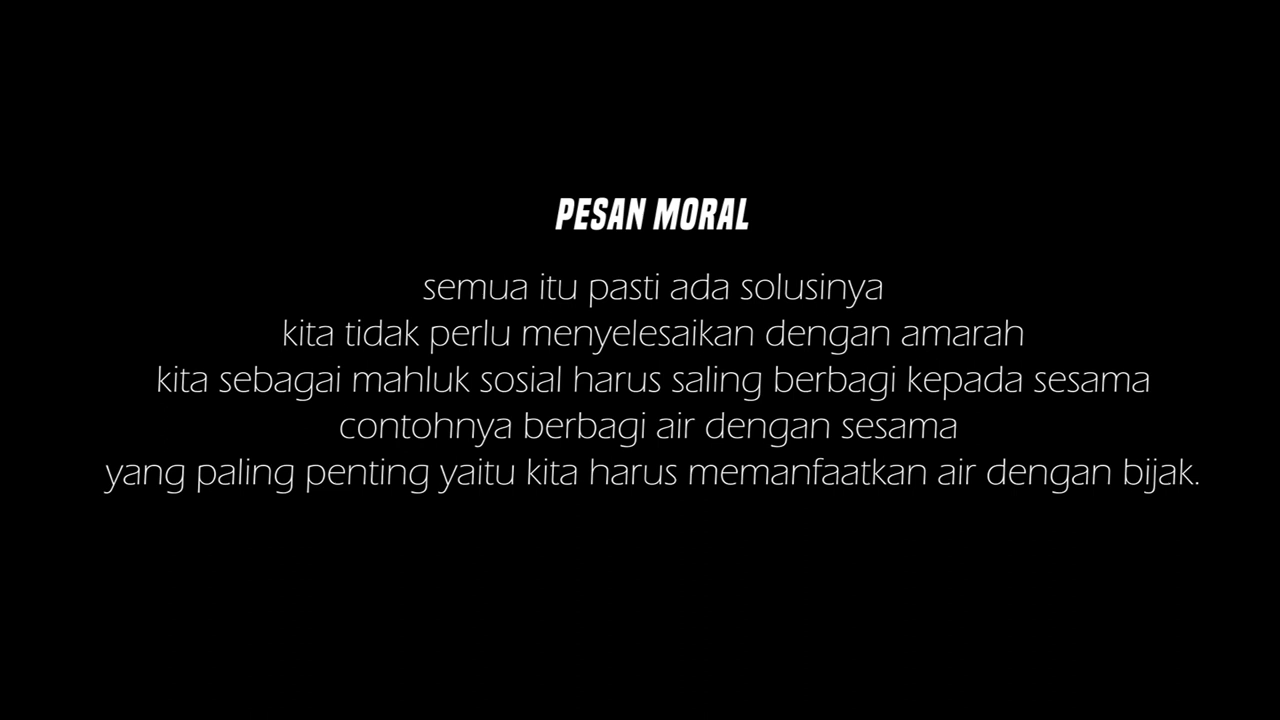 PESAN MORAL
semua itu pasti ada solusinya
kita tidak perlu menyelesaikan dengan amarah
kita sebagai mahluk sosial harus saling berbagi kepada sesama
contohnya berbagi air dengan sesama
yang paling penting yaitu kita harus memanfaatkan air dengan bijak.